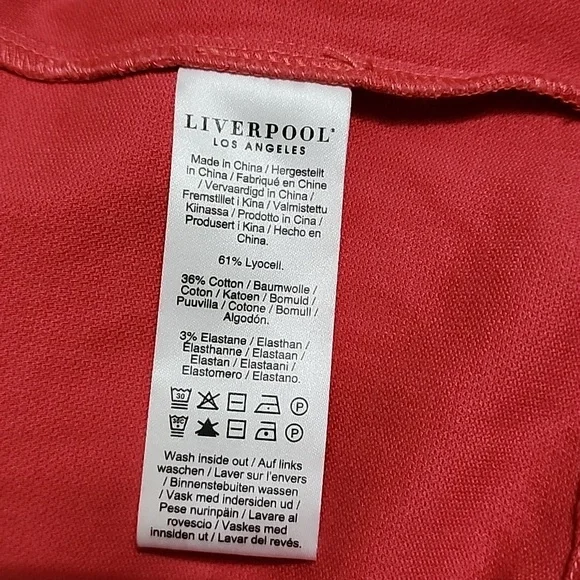 LIVERPOOL
LOS ANGELES
Made in China / Hergestellt
in China / Fabriqué en Chine
/ Vervaardigd in China /
Fremstillet i Kina / Valmistettu
Kiinassa / Prodotto in Cina /
Produsert i Kina / Hecho en
China.
61% Lyocell.
36% Cotton / Baumwolle /
Coton / Katoen / Bomuld /
Puuvilla / Cotone / Bomull /
Algodón.
3% Elastane / Elasthan /
Élasthanne / Elastaan /
Elastan / Elastaani /
Elastomero / Elastano.
30 P
30 P
Wash inside out / Auf links
waschen / Laver sur l'envers
/ Binnenstebuiten wassen
/ Vask med indersiden ud /
Pese nurinpäin / Lavare al
rovescio / Vaskes med
innsiden ut / Lavar del revés.